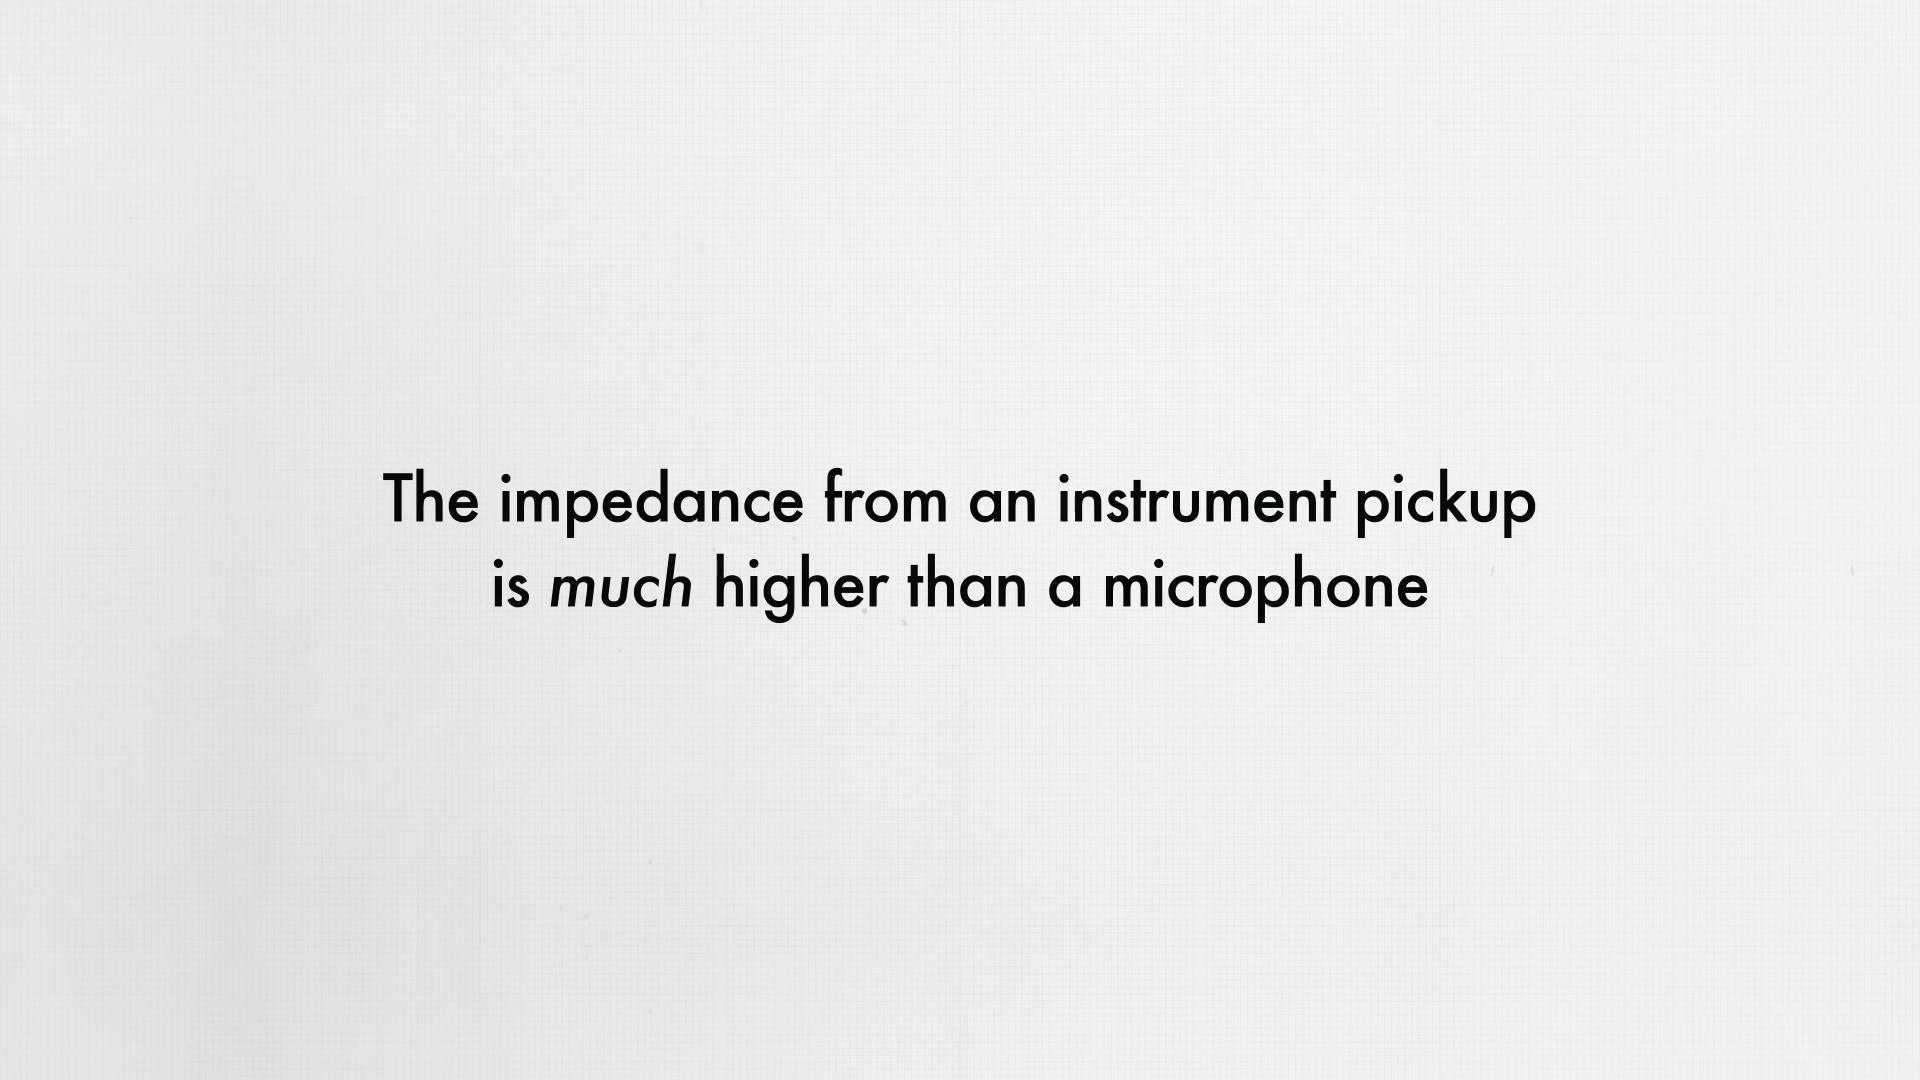 The impedance from an instrument pickup
is much higher than a microphone